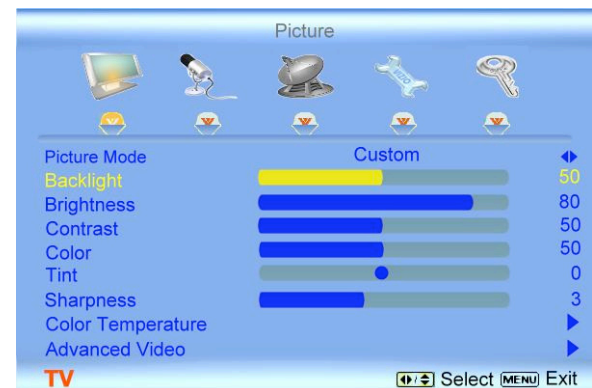 Picture
Picture Mode Custom
Backlight 50
Brightness 80
Contrast 50
Color 50
Tint 0
Sharpness 3
Color Temperature
Advanced Video
TV Select MENU Exit